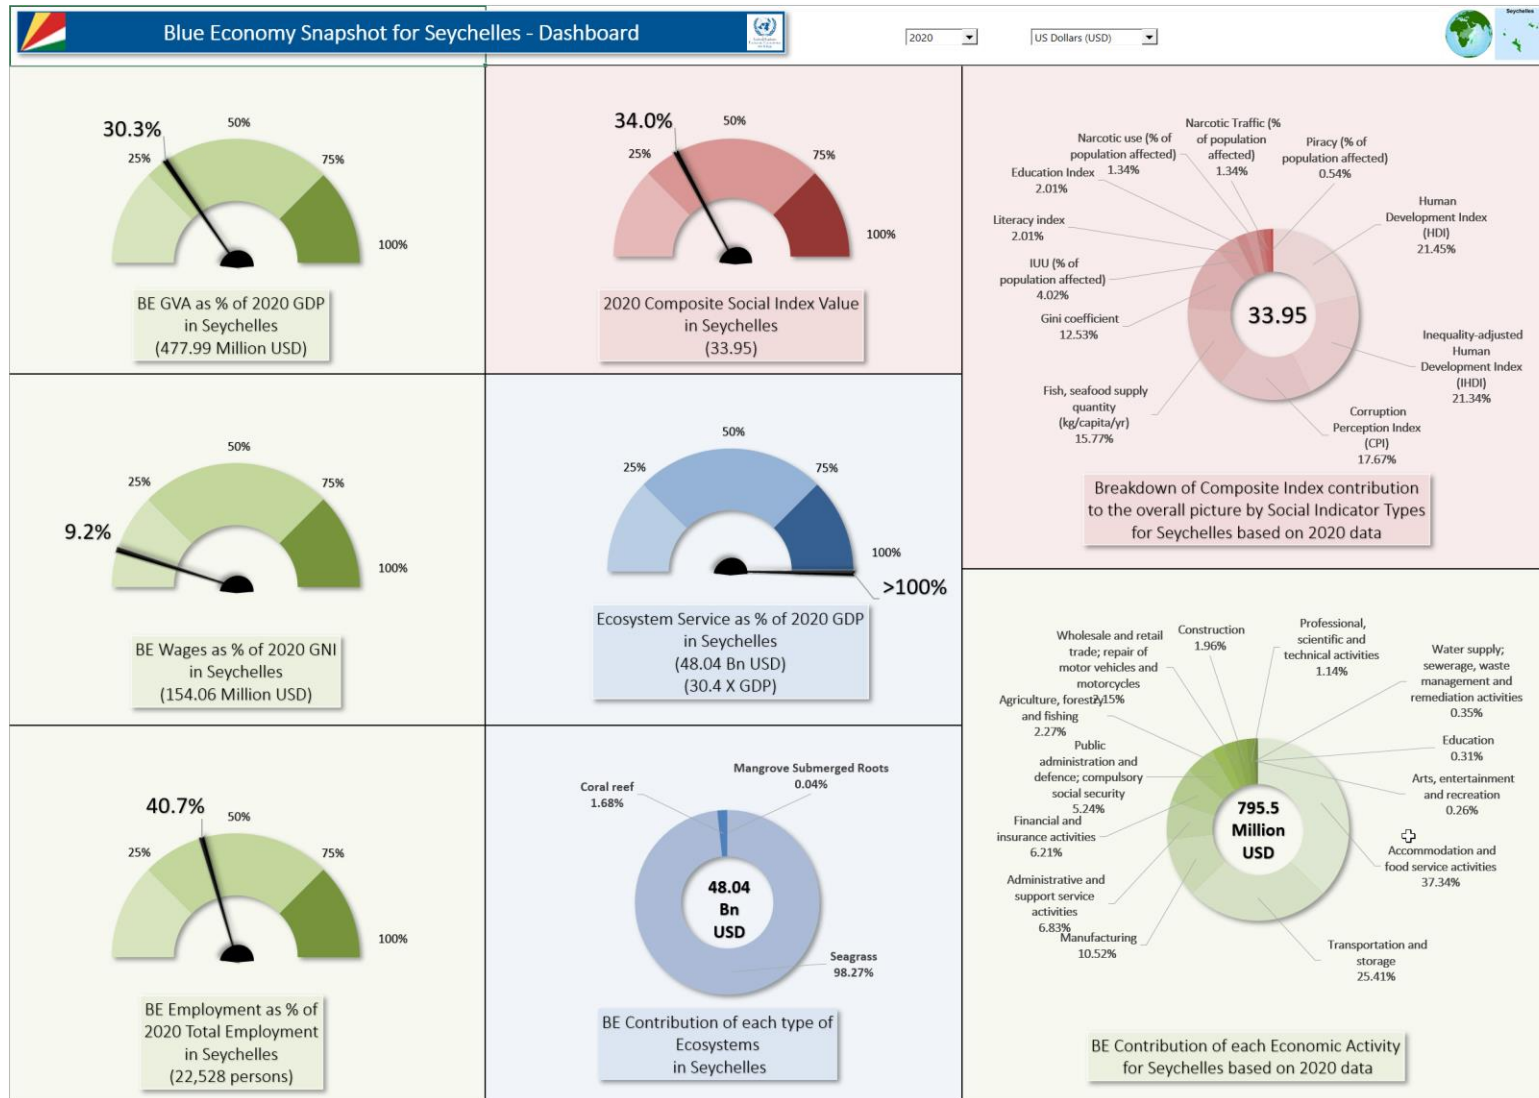 Blue Economy Snapshot for Seychelles - Dashboard
2020
US Dollars (USD)
Seychelles
30.3%
25%
50%
75%
100%
BE GVA as % of 2020 GDP
in Seychelles
(477.99 Million USD)
34.0%
25%
50%
75%
100%
2020 Composite Social Index Value
in Seychelles
(33.95)
Narcotic use (% of
population affected)
1.34%
Narcotic Traffic (%
of population
affected)
1.34%
Piracy (% of
population affected)
0.54%
Education Index
2.01%
Literacy index
2.01%
IUU (% of
population affected)
4.02%
Gini coefficient
12.53%
Fish, seafood supply
quantity
(kg/capita/yr)
15.77%
Human
Development Index
(HDI)
21.45%
Inequality-adjusted
Human
Development Index
(IHDI)
21.34%
Corruption
Perception Index
(CPI)
17.67%
33.95
Breakdown of Composite Index contribution
to the overall picture by Social Indicator Types
for Seychelles based on 2020 data
9.2%
25%
50%
75%
100%
BE Wages as % of 2020 GNI
in Seychelles
(154.06 Million USD)
25%
50%
75%
100%
>100%
Ecosystem Service as % of 2020 GDP
in Seychelles
(48.04 Bn USD)
(30.4 X GDP)
40.7%
25%
50%
75%
100%
BE Employment as % of
2020 Total Employment
in Seychelles
(22,528 persons)
Coral reef
1.68%
Mangrove Submerged Roots
0.04%
48.04
Bn
USD
Seagrass
98.27%
BE Contribution of each type of
Ecosystems
in Seychelles
Wholesale and retail
trade; repair of
motor vehicles and
motorcycles
2.15%
Construction
1.96%
Professional,
scientific and
technical activities
1.14%
Water supply;
sewerage, waste
management and
remediation activities
0.35%
Agriculture, forestry
and fishing
2.27%
Public
administration and
defence; compulsory
social security
5.24%
Financial and
insurance activities
6.21%
Administrative and
support service
activities
6.83%
Manufacturing
10.52%
Education
0.31%
Arts, entertainment
and recreation
0.26%
Accommodation and
food service activities
37.34%
Transportation and
storage
25.41%
795.5
Million
USD
BE Contribution of each Economic Activity
for Seychelles based on 2020 data